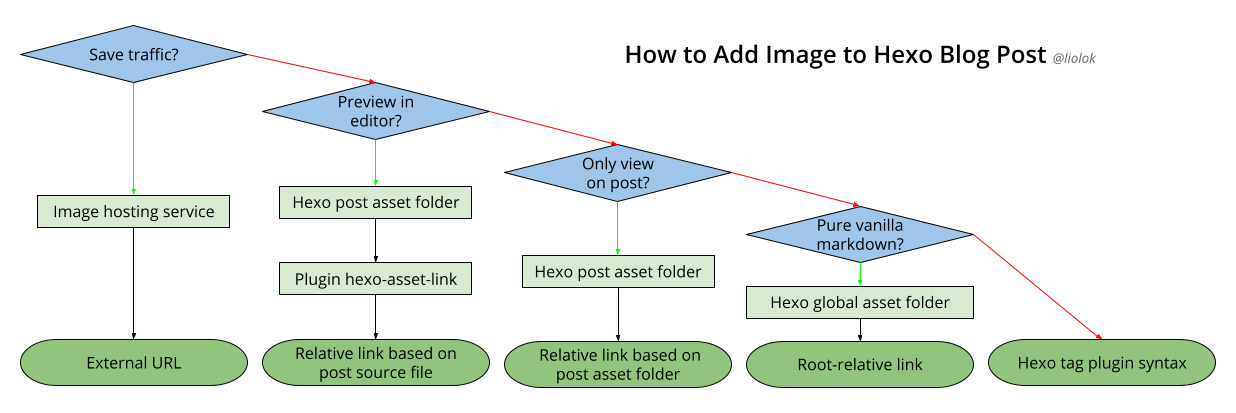 How to Add Image to Hexo Blog Post @liolok
Save traffic?
Preview in
editor?
Only view
on post?
Pure vanilla
markdown?
Image hosting service
Hexo post asset folder
Plugin hexo-asset-link
Hexo post asset folder
Hexo global asset folder
External URL
Relative link based on
post source file
Relative link based on
post asset folder
Root-relative link
Hexo tag plugin syntax